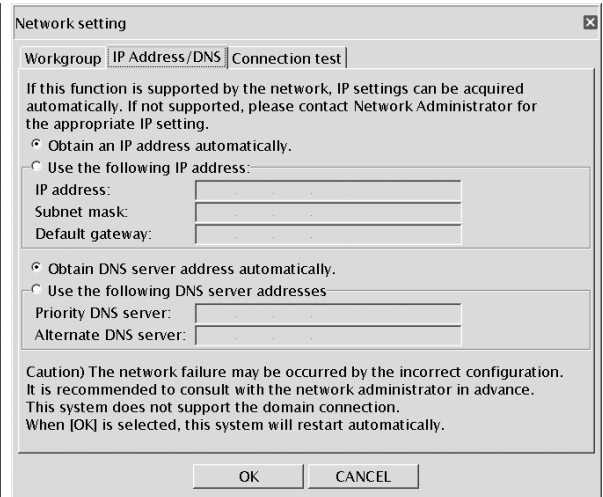 Network setting
Workgroup IP Address/DNS Connection test
If this function is supported by the network, IP settings can be acquired
automatically. If not supported, please contact Network Administrator for
the appropriate IP setting.
Obtain an IP address automatically.
Use the following IP address:
IP address:
Subnet mask:
Default gateway:
Obtain DNS server address automatically.
Use the following DNS server addresses
Priority DNS server:
Alternate DNS server:
Caution) The network failure may be occurred by the incorrect configuration.
It is recommended to consult with the network administrator in advance.
This system does not support the domain connection.
When [OK] is selected, this system will restart automatically.
OK CANCEL